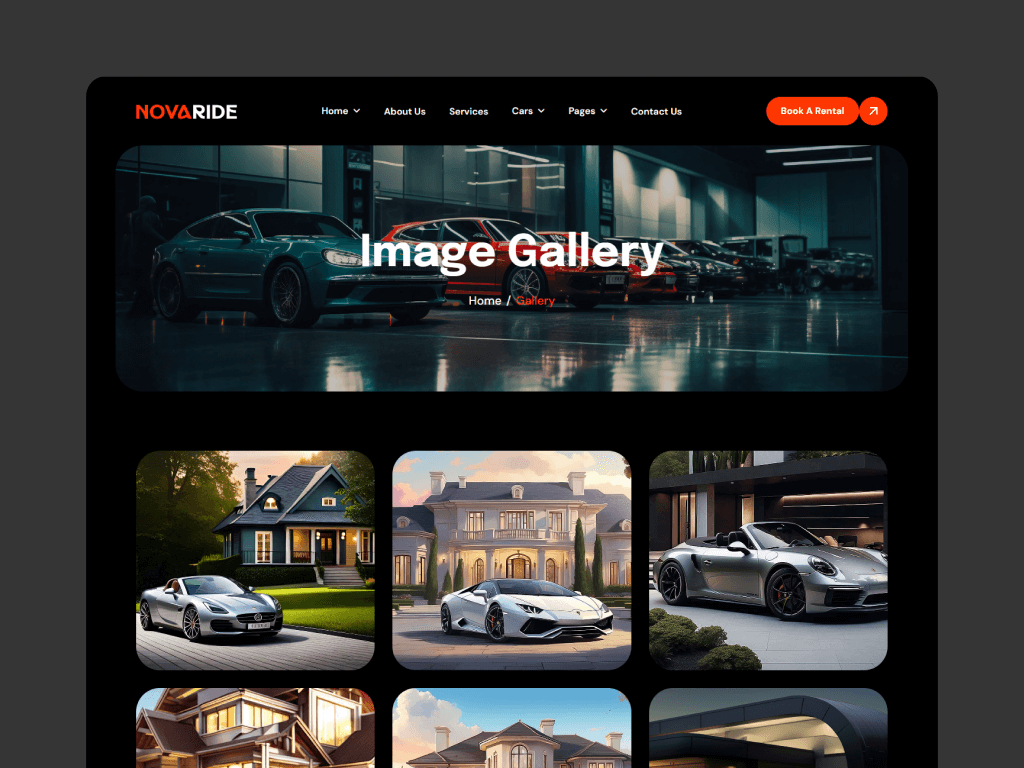 NOVARIDE Home About Us Services Cars Pages Contact Us Book A Rental
Image Gallery
Home / Gallery